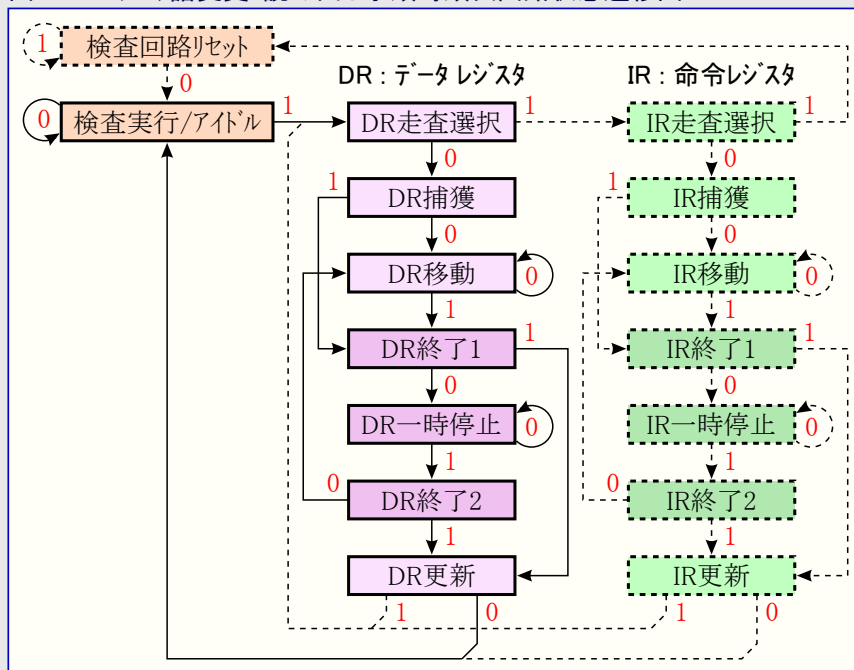 1
検査回路リセット
0
DR : データ レジスタ
IR : 命令レジスタ
0
検査実行/アイドル
1
DR走査選択
1
IR走査選択
1
0
0
1
DR捕獲
1
IR捕獲
0
0
DR移動
0
IR移動
0
1
1
DR終了1
1
IR終了1
1
0
0
DR一時停止
0
IR一時停止
0
1
1
0
DR終了2
0
IR終了2
1
1
DR更新
IR更新
1
0
1
0